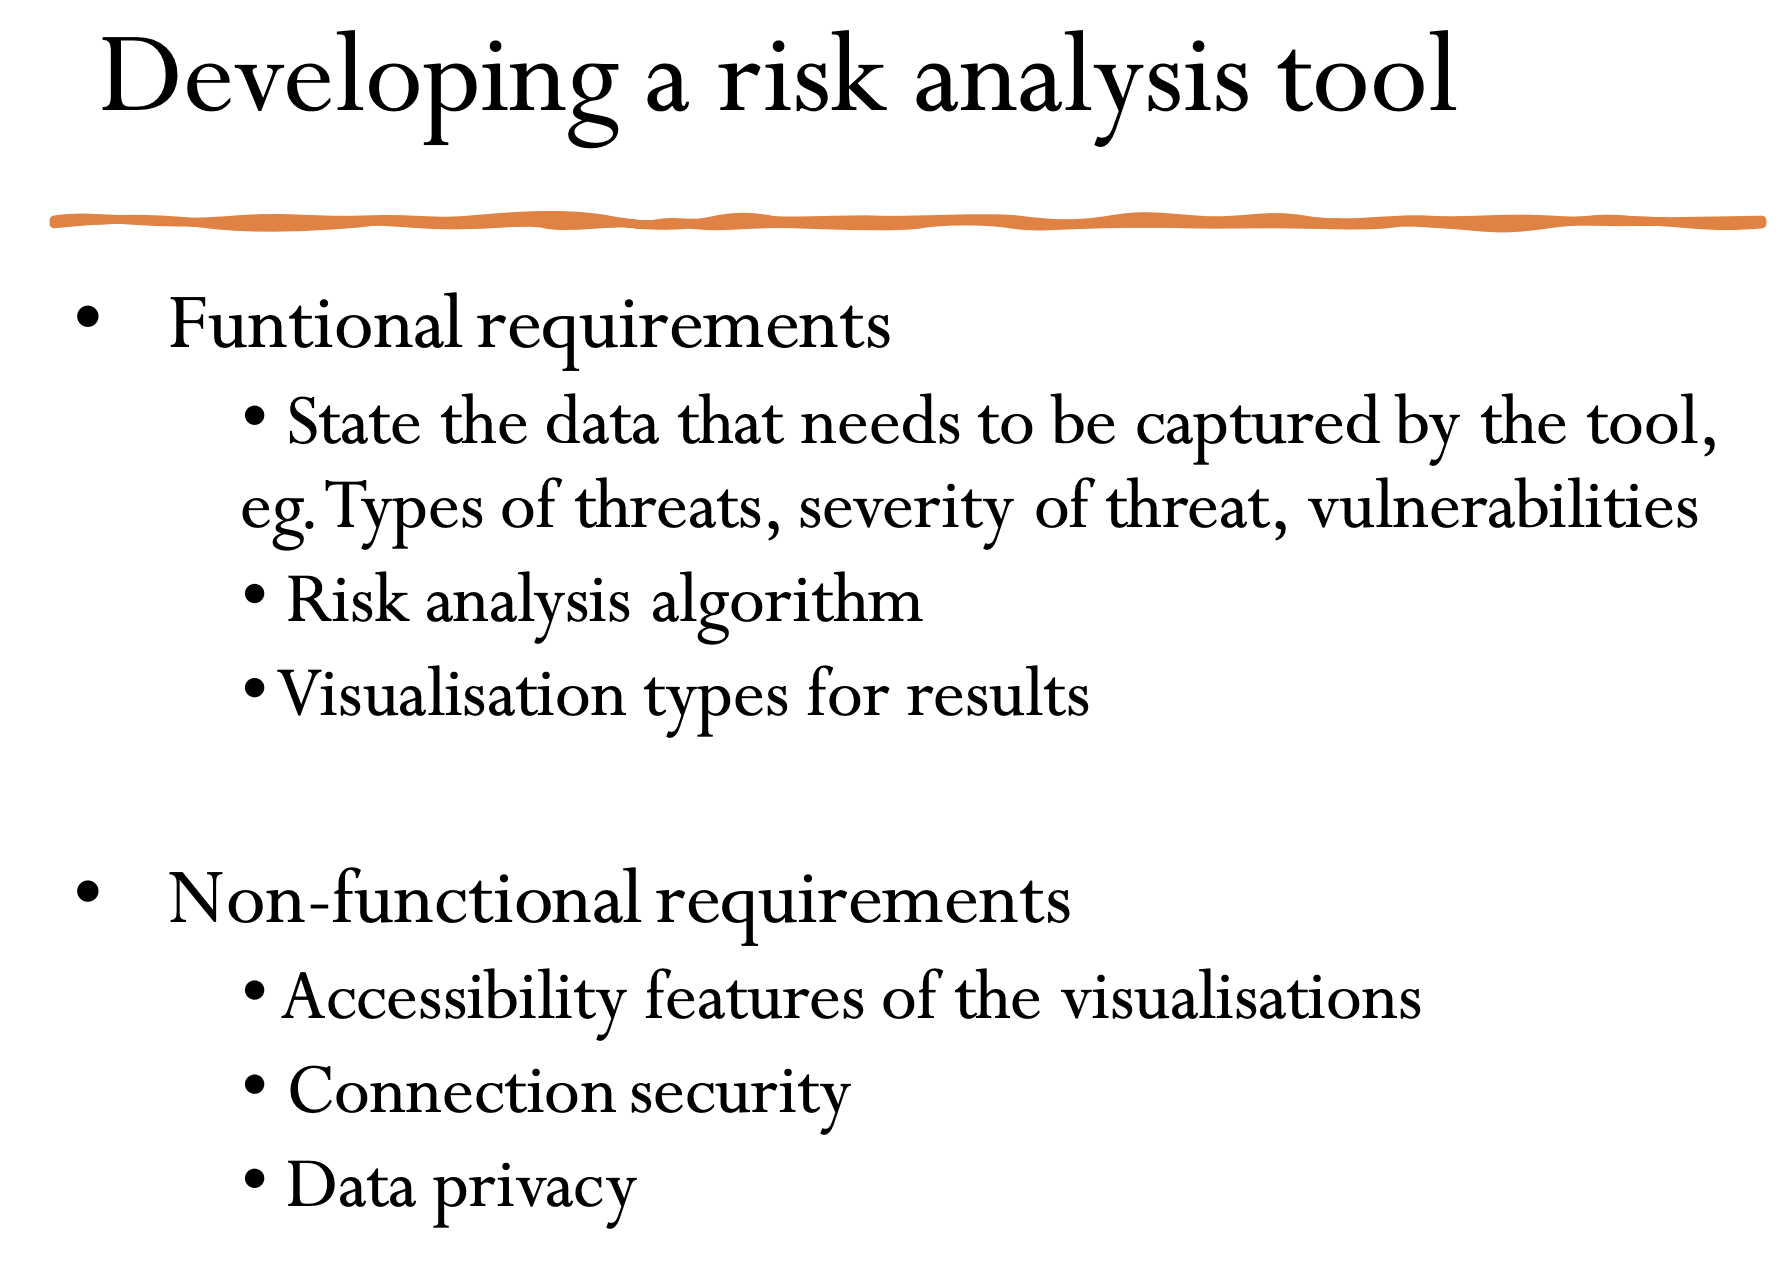 Developing a risk analysis tool
• Funtional requirements
• State the data that needs to be captured by the tool,
eg. Types of threats, severity of threat, vulnerabilities
• Risk analysis algorithm
• Visualisation types for results
• Non-functional requirements
• Accessibility features of the visualisations
• Connection security
• Data privacy